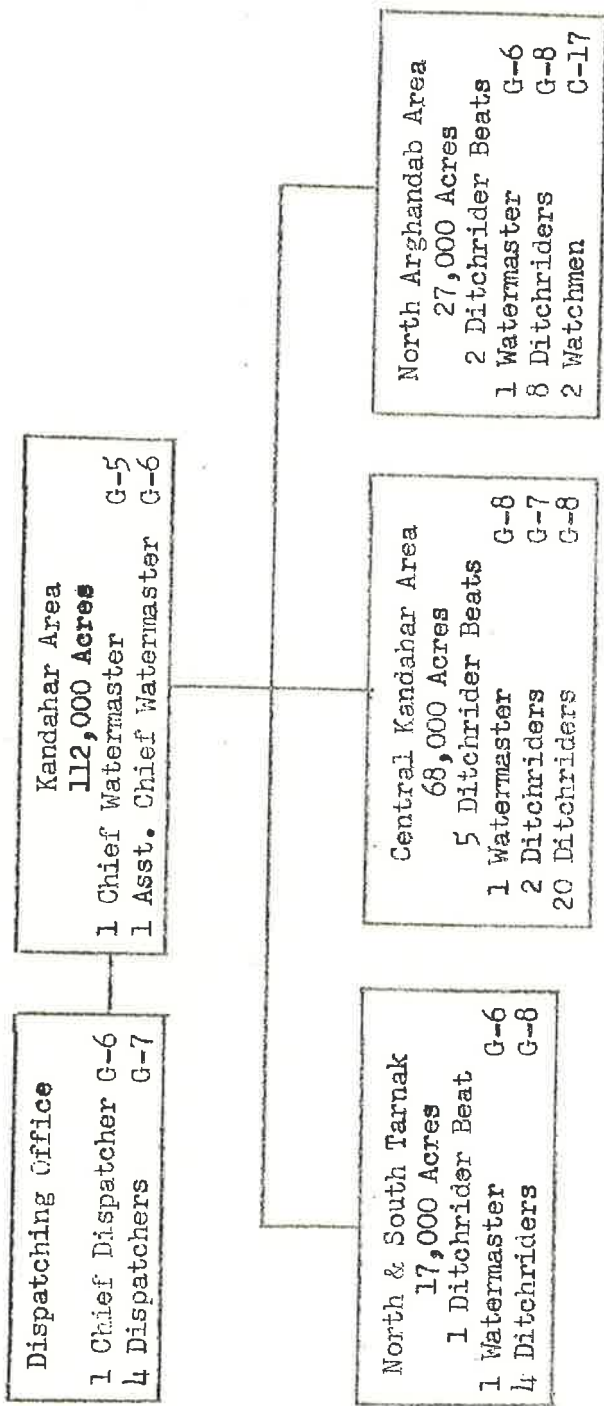 Dispatching Office
1 Chief Dispatcher G-6
4 Dispatchers G-7
Kandahar Area
112,000 Acres
1 Chief Watermaster G-5
1 Asst. Chief Watermaster G-6
North & South Tarnak
17,000 Acres
1 Ditchrider Beat
1 Watermaster G-6
4 Ditchriders G-8
Central Kandahar Area
68,000 Acres
5 Ditchrider Beats
1 Watermaster G-8
2 Ditchriders G-7
20 Ditchriders G-8
North Arghandab Area
27,000 Acres
2 Ditchrider Beats
1 Watermaster G-6
8 Ditchriders G-8
2 Watchmen C-17